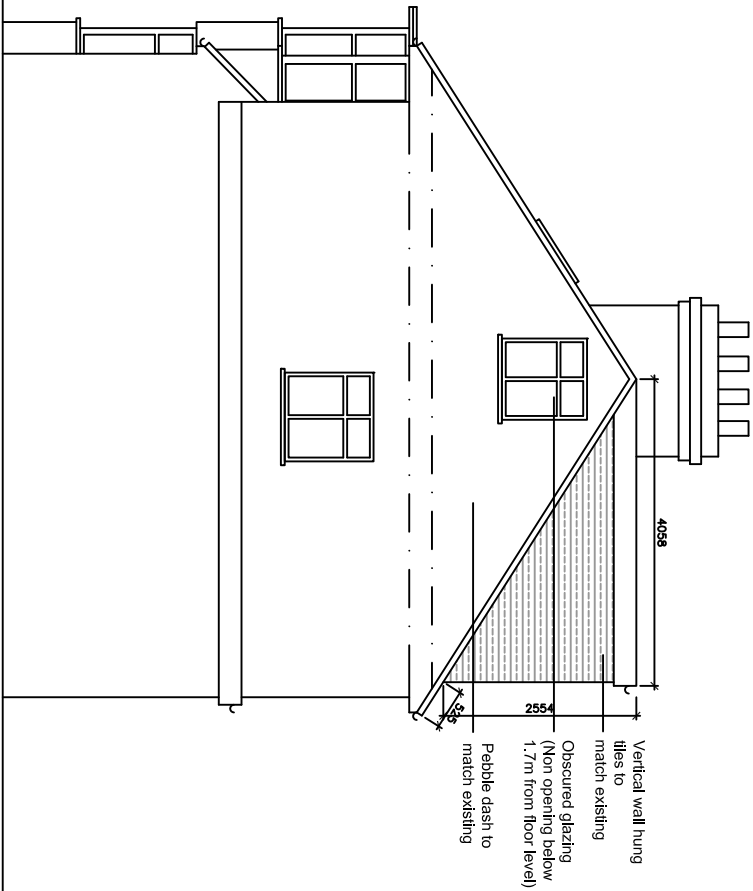 4058
2554
525
Vertical wall hung
tiles to
match existing
Obscured glazing
(Non opening below
1.7m from floor level)
Pebble dash to
match existing